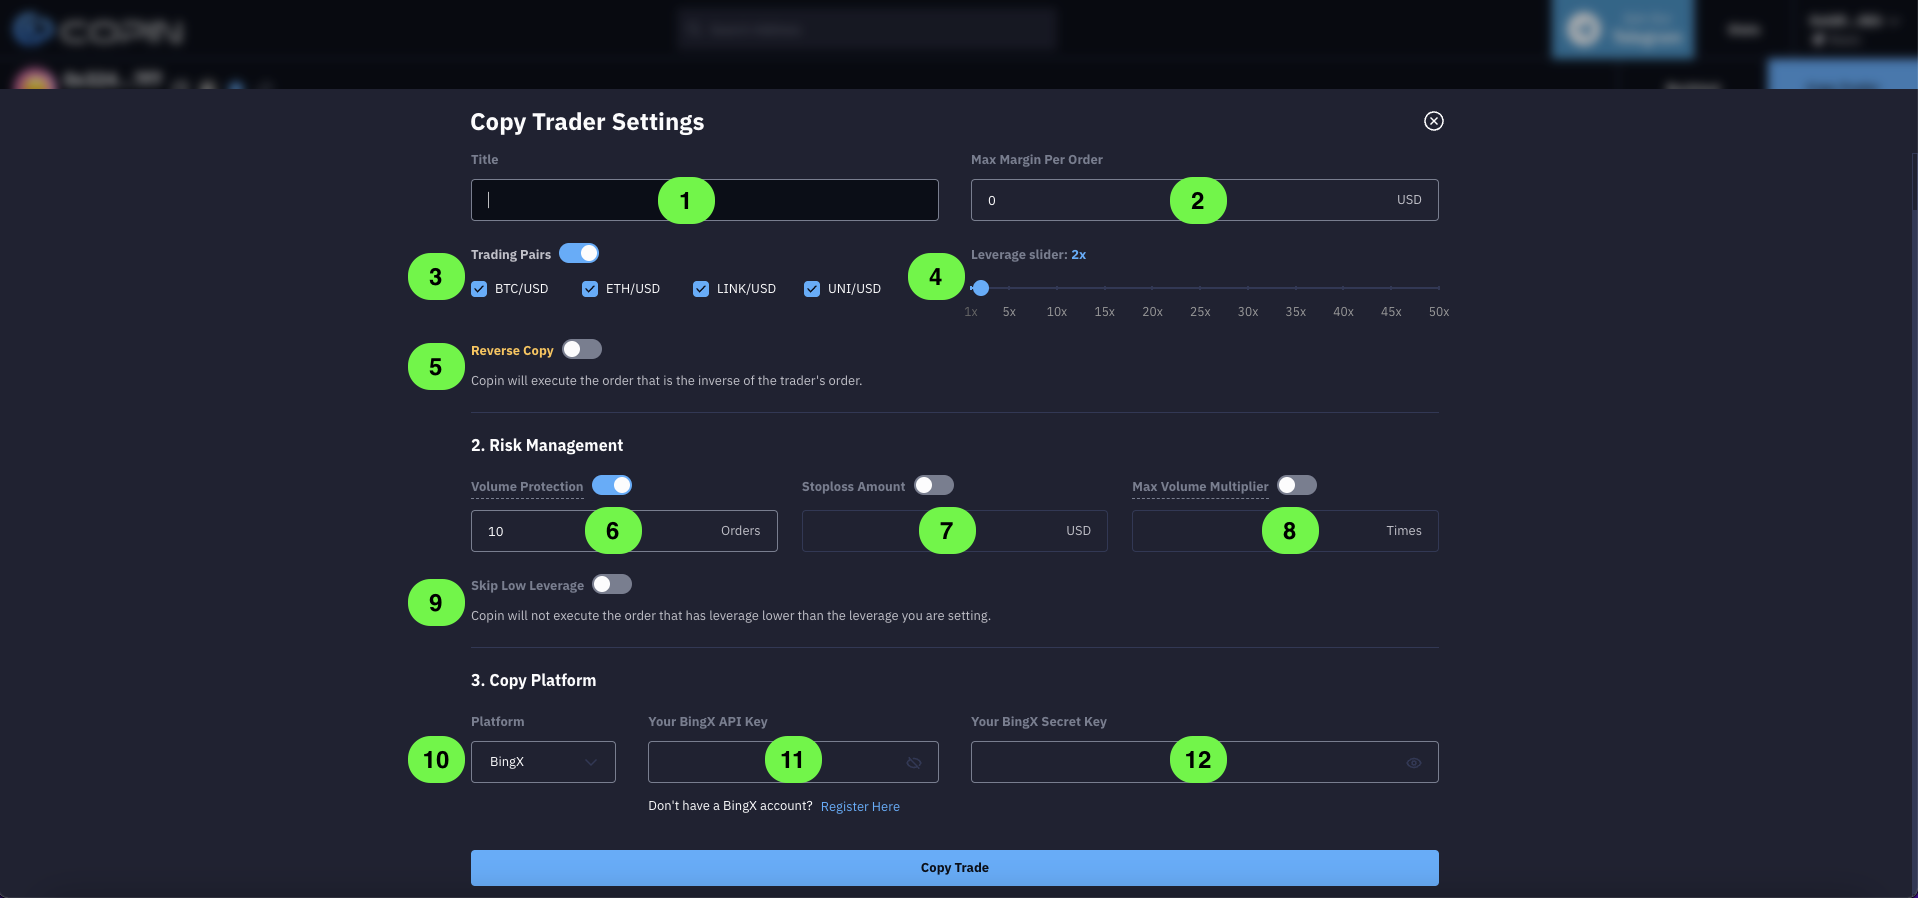 COPIN
Copy Trader Settings
Title
Max Margin Per Order
1
0
2
USD
3
Trading Pairs
4
Leverage slider: 2x
BTC/USD
ETH/USD
LINK/USD
UNI/USD
1x
5x
10x
15x
20x
25x
30x
35x
40x
45x
50x
5
Reverse Copy
Copin will execute the order that is the inverse of the trader's order.
2. Risk Management
Volume Protection
Stoploss Amount
Max Volume Multiplier
10
6
Orders
7
USD
8
Times
9
Skip Low Leverage
Copin will not execute the order that has leverage lower than the leverage you are setting.
3. Copy Platform
Platform
Your BingX API Key
Your BingX Secret Key
10
BingX
11
12
Don't have a BingX account? Register Here
Copy Trade